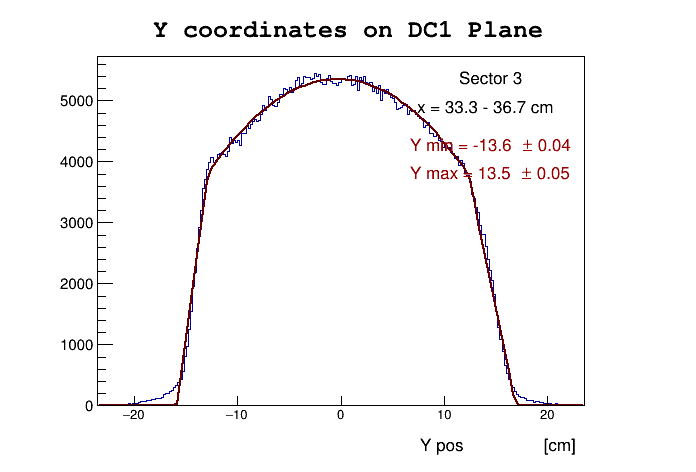 Y coordinates on DC1 Plane
Sector 3
x = 33.3 - 36.7 cm
Y min = -13.6 ± 0.04
Y max = 13.5 ± 0.05
5000
4000
3000
2000
1000
0
−20 −10 0 10 20
Y pos [cm]